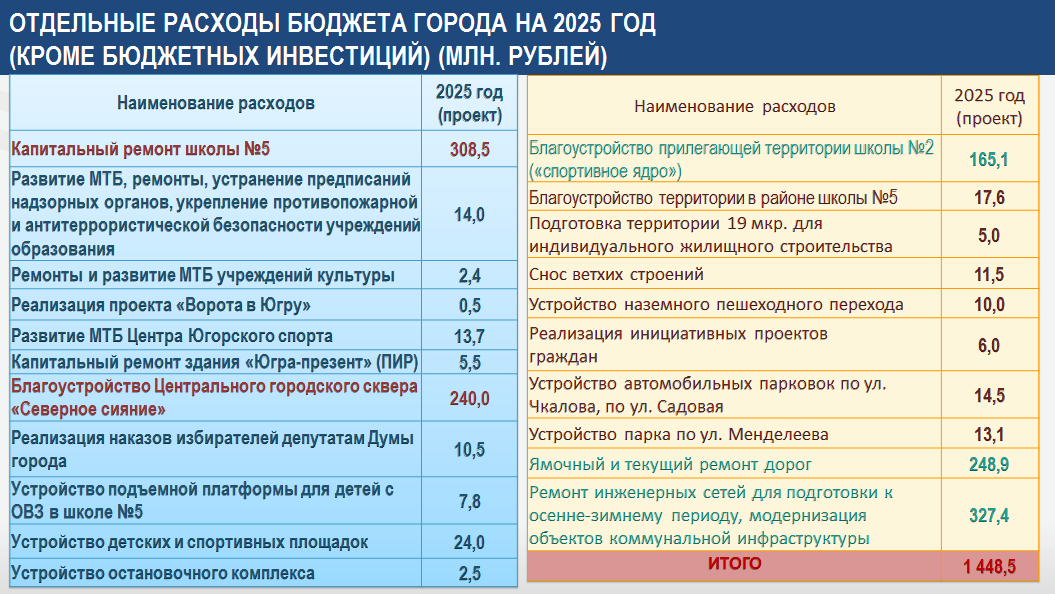 ОТДЕЛЬНЫЕ РАСХОДЫ БЮДЖЕТА ГОРОДА НА 2025 ГОД
(КРОМЕ БЮДЖЕТНЫХ ИНВЕСТИЦИЙ) (МЛН. РУБЛЕЙ)
Наименование расходов
2025 год
(проект)
Капитальный ремонт школы №5
308,5
Развитие МТБ, ремонты, устранение предписаний
надзорных органов, укрепление противопожарной
и антитеррористической безопасности учреждений
образования
14,0
Ремонты и развитие МТБ учреждений культуры
2,4
Реализация проекта «Ворота в Югру»
0,5
Развитие МТБ Центра Югорского спорта
13,7
Капитальный ремонт здания «Югра-презент» (ПИР)
5,5
Благоустройство Центрального городского сквера
«Северное сияние»
240,0
Реализация наказов избирателей депутатам Думы
города
10,5
Устройство подъемной платформы для детей с
ОВЗ в школе №5
7,8
Устройство детских и спортивных площадок
24,0
Устройство остановочного комплекса
2,5
Наименование расходов
2025 год
(проект)
Благоустройство прилегающей территории школы №2
(«спортивное ядро»)
165,1
Благоустройство территории в районе школы №5
17,6
Подготовка территории 19 мкр. для
индивидуального жилищного строительства
5,0
Снос ветхих строений
11,5
Устройство наземного пешеходного перехода
10,0
Реализация инициативных проектов
граждан
6,0
Устройство автомобильных парковок по ул.
Чкалова, по ул. Садовая
14,5
Устройство парка по ул. Менделеева
13,1
Ямочный и текущий ремонт дорог
248,9
Ремонт инженерных сетей для подготовки к
осенне-зимнему периоду, модернизация
объектов коммунальной инфраструктуры
327,4
ИТОГО
1 448,5